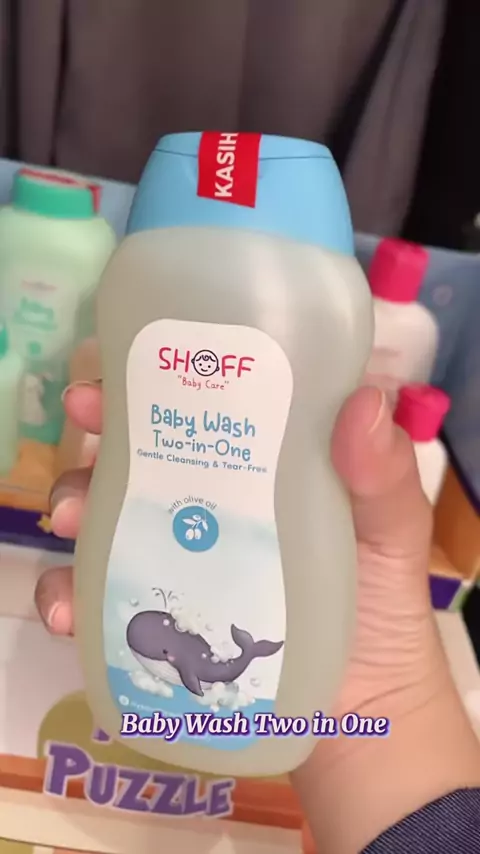 KASIH
SHOFF
"Baby Care"
Baby Wash
Two-in-One
Gentle Cleansing & Tear-Free
with olive oil
Baby Wash Two in One
PUZZLE